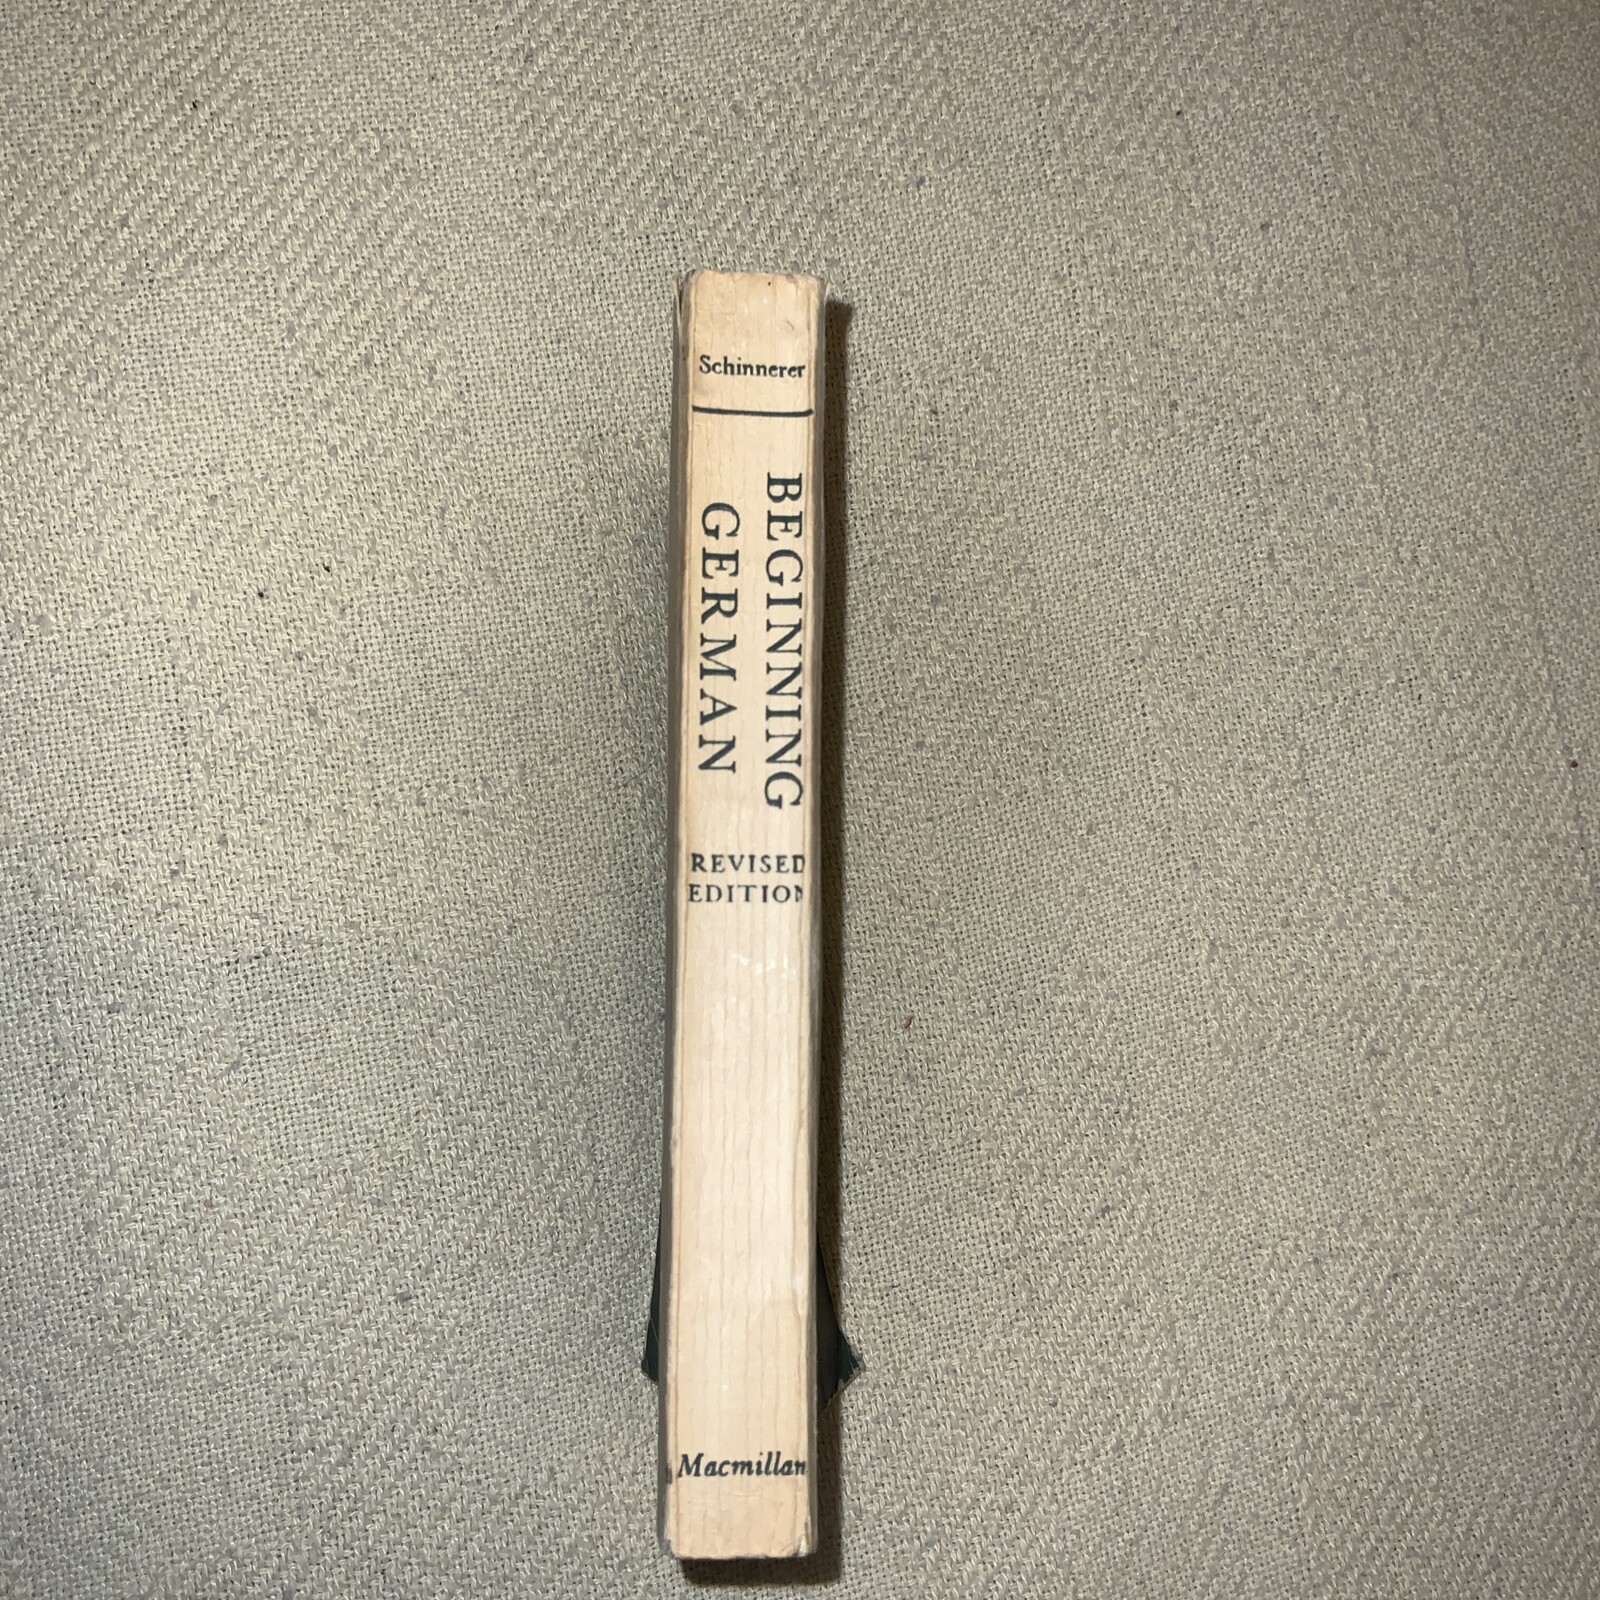 Schinnerer
BEGINNING
GERMAN
REVISED
EDITION
Macmillan